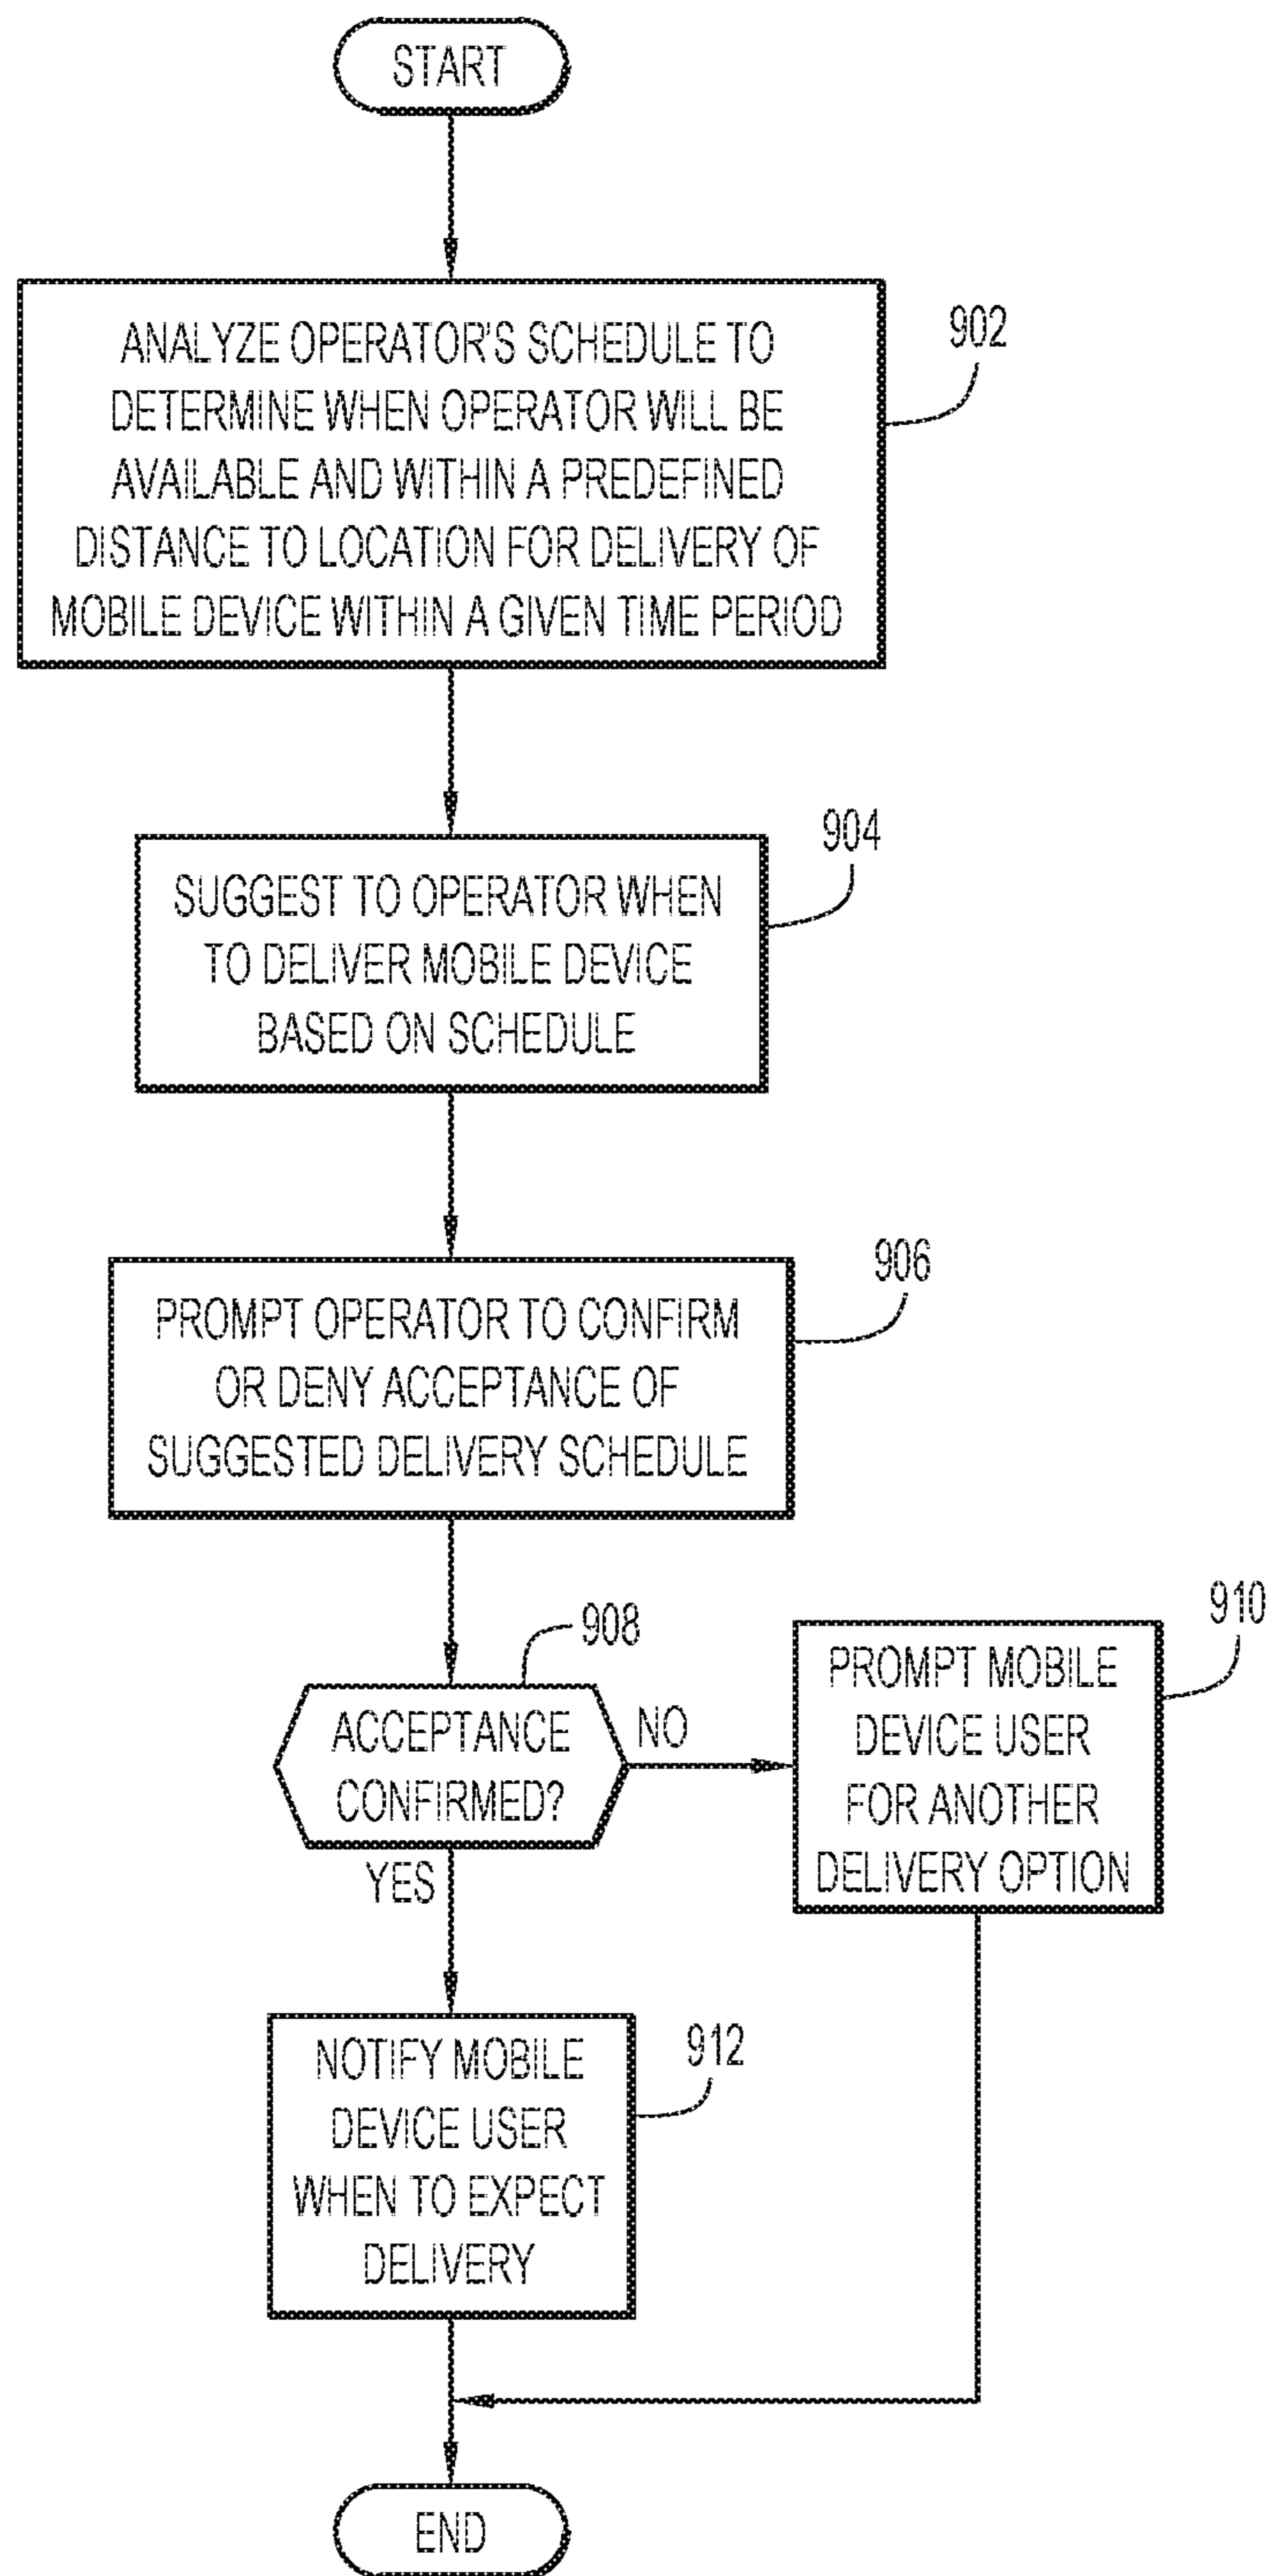 START
ANALYZE OPERATOR'S SCHEDULE TO
DETERMINE WHEN OPERATOR WILL BE
AVAILABLE AND WITHIN A PREDEFINED
DISTANCE TO LOCATION FOR DELIVERY OF
MOBILE DEVICE WITHIN A GIVEN TIME PERIOD
902
SUGGEST TO OPERATOR WHEN
TO DELIVER MOBILE DEVICE
BASED ON SCHEDULE
904
PROMPT OPERATOR TO CONFIRM
OR DENY ACCEPTANCE OF
SUGGESTED DELIVERY SCHEDULE
906
ACCEPTANCE
CONFIRMED?
908
NO
PROMPT MOBILE
DEVICE USER
FOR ANOTHER
DELIVERY OPTION
910
YES
NOTIFY MOBILE
DEVICE USER
WHEN TO EXPECT
DELIVERY
912
END